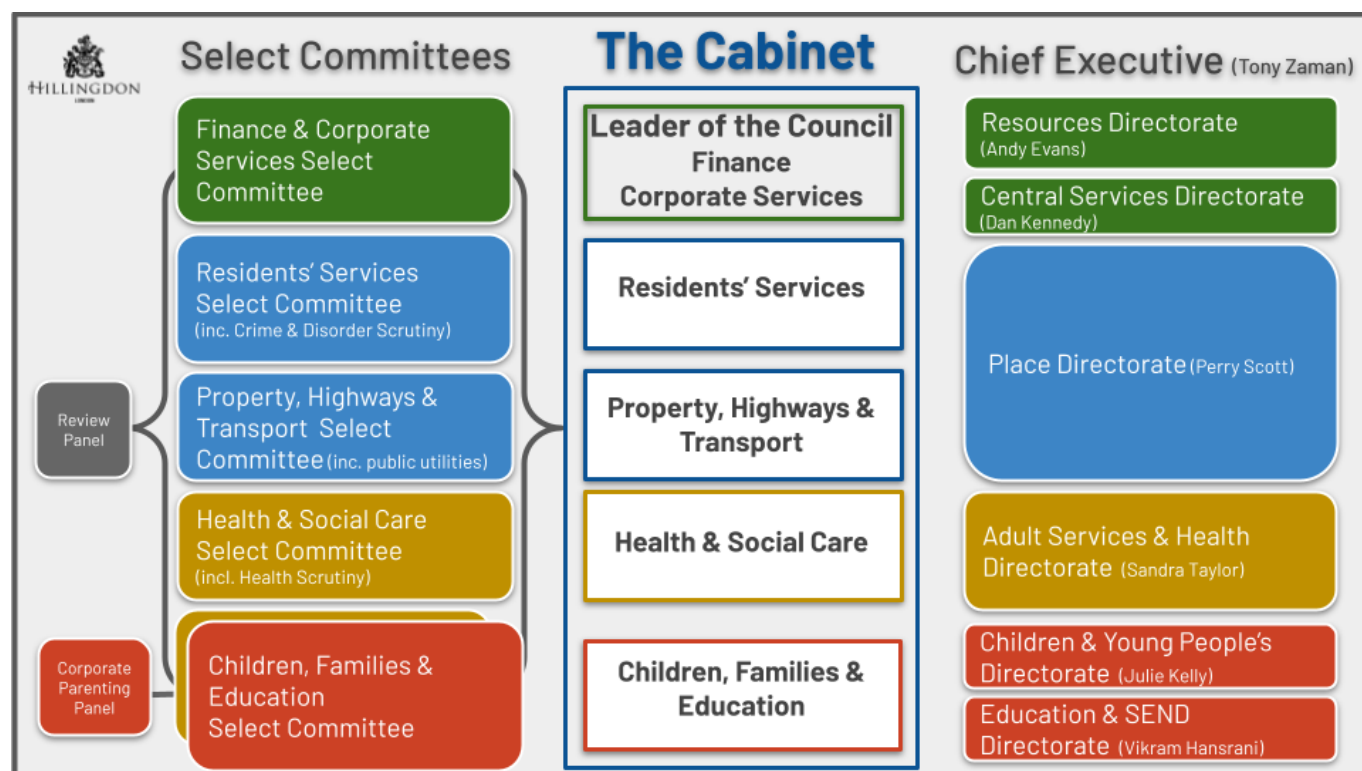 HILLINGDON
LONDON
Select Committees
The Cabinet
Chief Executive (Tony Zaman)
Finance & Corporate
Services Select
Committee
Residents’ Services
Select Committee
(inc. Crime & Disorder Scrutiny)
Property, Highways &
Transport Select
Committee (inc. public utilities)
Health & Social Care
Select Committee
(incl. Health Scrutiny)
Children, Families &
Education
Select Committee
Review
Panel
Corporate
Parenting
Panel
Leader of the Council
Finance
Corporate Services
Residents’ Services
Property, Highways &
Transport
Health & Social Care
Children, Families &
Education
Resources Directorate
(Andy Evans)
Central Services Directorate
(Dan Kennedy)
Place Directorate (Perry Scott)
Adult Services & Health
Directorate (Sandra Taylor)
Children & Young People’s
Directorate (Julie Kelly)
Education & SEND
Directorate (Vikram Hansrani)